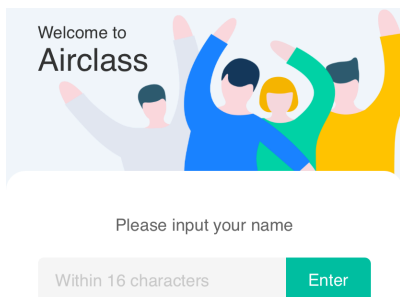 Welcome to
Airclass
Please input your name
Within 16 characters
Enter